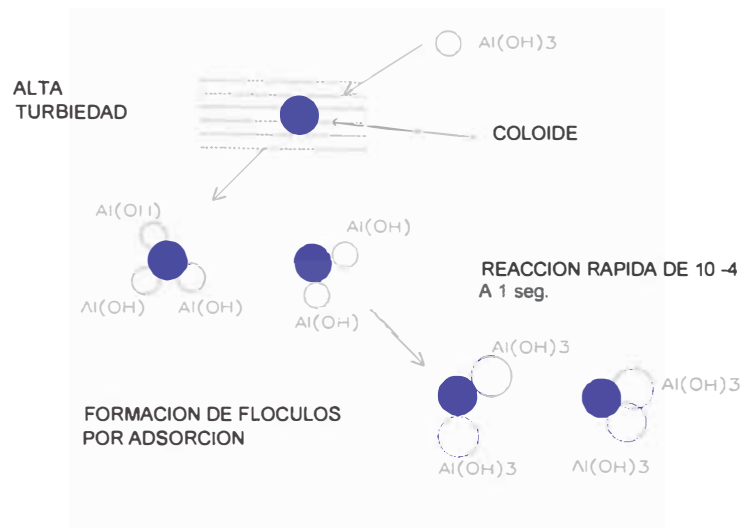 Al(OH)3
ALTA
TURBIEDAD
COLOIDE
Al(OH)
Al(OH)
Al(OH)
Al(OH)
Al(OH)
REACCION RAPIDA DE 10 -4
A 1 seg.
Al(OH)3
Al(OH)3
FORMACION DE FLOCULOS
POR ADSORCION
Al(OH)3
Al(OH)3